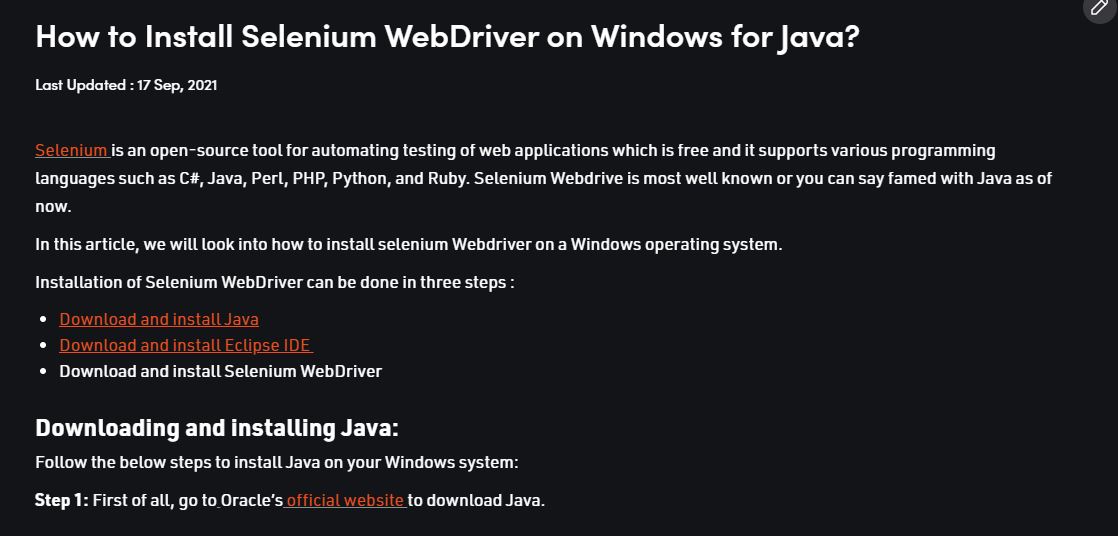 How to Install Selenium WebDriver on Windows for Java?
Last Updated : 17 Sep, 2021
Selenium is an open-source tool for automating testing of web applications which is free and it supports various programming
languages such as C#, Java, Perl, PHP, Python, and Ruby. Selenium Webdrive is most well known or you can say famed with Java as of
now.
In this article, we will look into how to install selenium Webdriver on a Windows operating system.
Installation of Selenium WebDriver can be done in three steps :
• Download and install Java
• Download and install Eclipse IDE
• Download and install Selenium WebDriver
Downloading and installing Java:
Follow the below steps to install Java on your Windows system:
Step 1: First of all, go to Oracle’s official website to download Java.